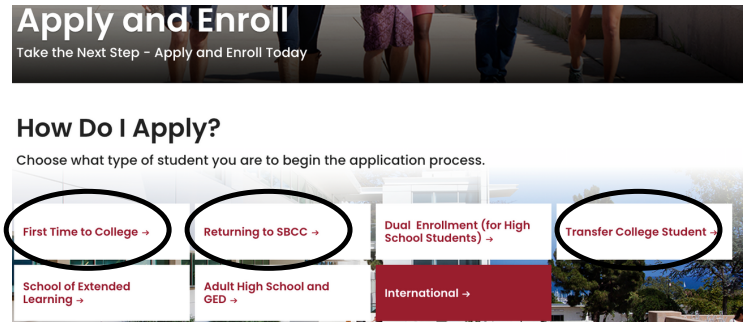 Apply and Enroll
Take the Next Step - Apply and Enroll Today
How Do I Apply?
Choose what type of student you are to begin the application process.
First Time to College →
Returning to SBCC →
Dual Enrollment (for High
School Students) →
Transfer College Student →
School of Extended
Learning →
Adult High School and
GED →
International →